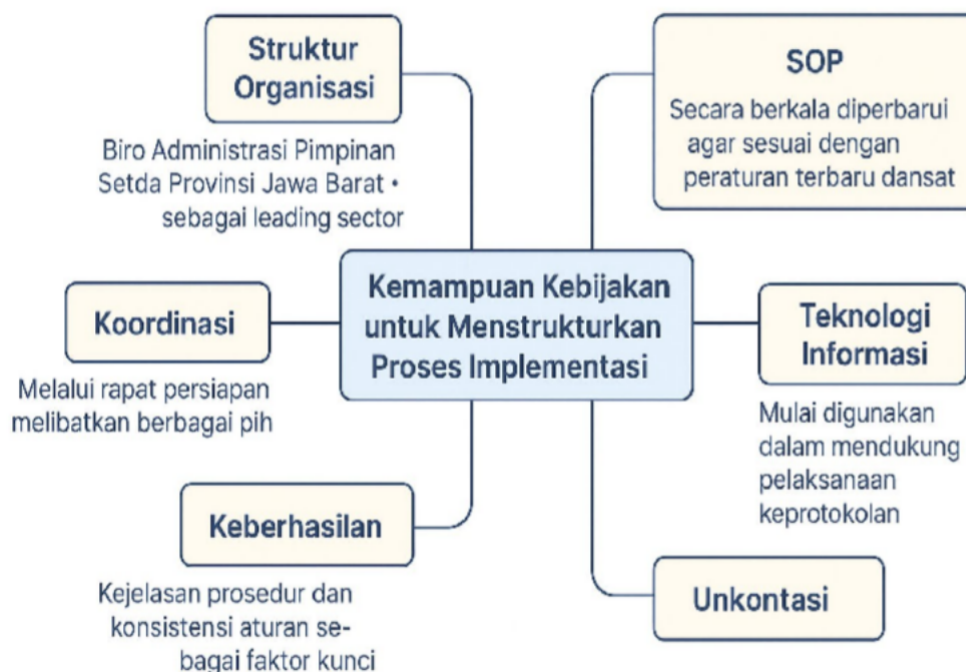 Struktur
Organisasi
Biro Administrasi Pimpinan
Setda Provinsi Jawa Barat •
sebagai leading sector
SOP
Secara berkala diperbarui
agar sesuai dengan
peraturan terbaru dansat
Kemampuan Kebijakan
untuk Menstrukturkan
Proses Implementasi
Koordinasi
Melalui rapat persiapan
melibatkan berbagai pih
Teknologi
Informasi
Mulai digunakan
dalam mendukung
pelaksanaan
keprotokolan
Keberhasilan
Kejelasan prosedur dan
konsistensi aturan se-
bagai faktor kunci
Unkontasi